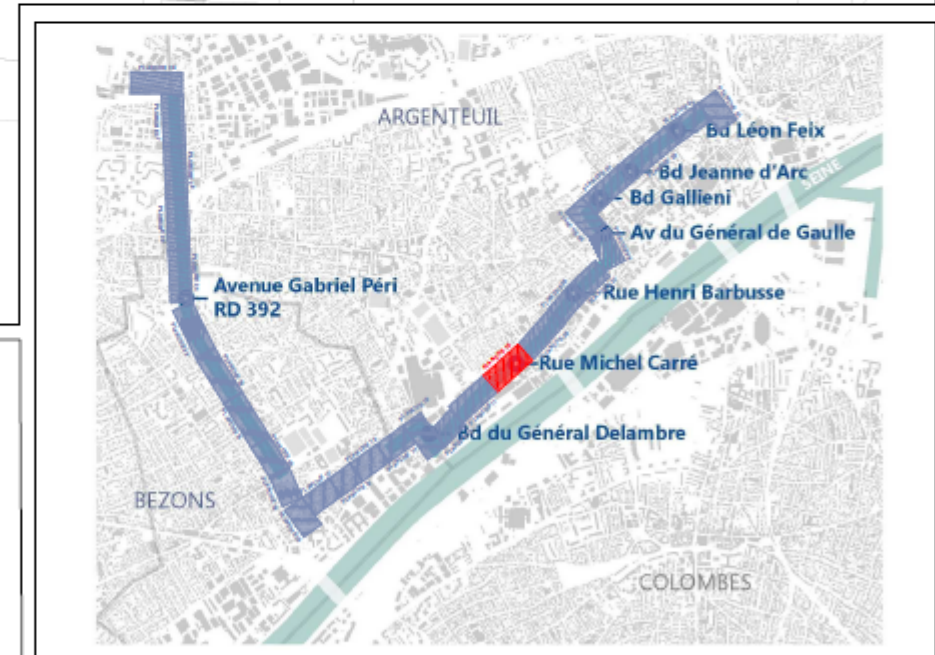 ARGENTEUIL
Bd Léon Feix
Bd Jeanne d'Arc
Bd Gallieni
SEINE
Av du Général de Gaulle
Avenue Gabriel Péri
RD 392
Rue Henri Barbusse
Rue Michel Carré
Bd du Général Delambre
BEZONS
COLOMBES